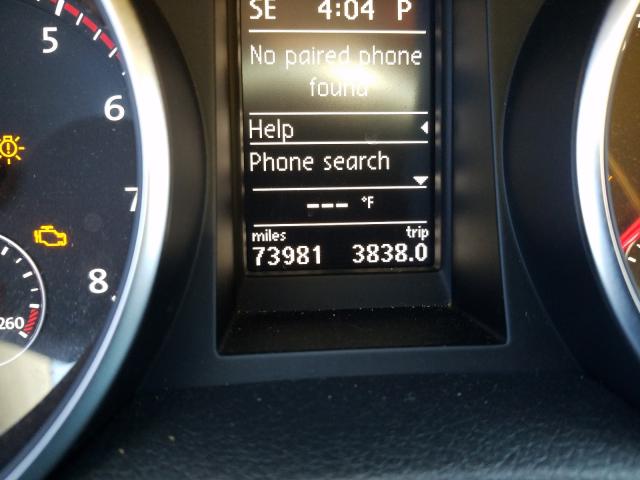 SE 4:04 P
No paired phone
found
Help
Phone search
--- °F
miles trip
73981 3838.0
5
6
7
8
260